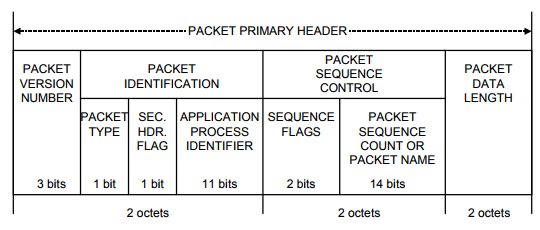 PACKET PRIMARY HEADER
PACKET
VERSION
NUMBER
PACKET
IDENTIFICATION
PACKET
SEQUENCE
CONTROL
PACKET
DATA
LENGTH
PACKET
TYPE
SEC.
HDR.
FLAG
APPLICATION
PROCESS
IDENTIFIER
SEQUENCE
FLAGS
PACKET
SEQUENCE
COUNT OR
PACKET NAME
3 bits
1 bit
1 bit
11 bits
2 bits
14 bits
2 octets
2 octets
2 octets